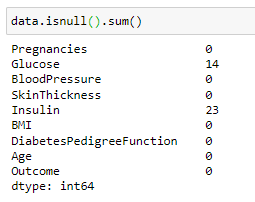 data.isnull().sum()
Pregnancies 0
Glucose 14
BloodPressure 0
SkinThickness 0
Insulin 23
BMI 0
DiabetesPedigreeFunction 0
Age 0
Outcome 0
dtype: int64